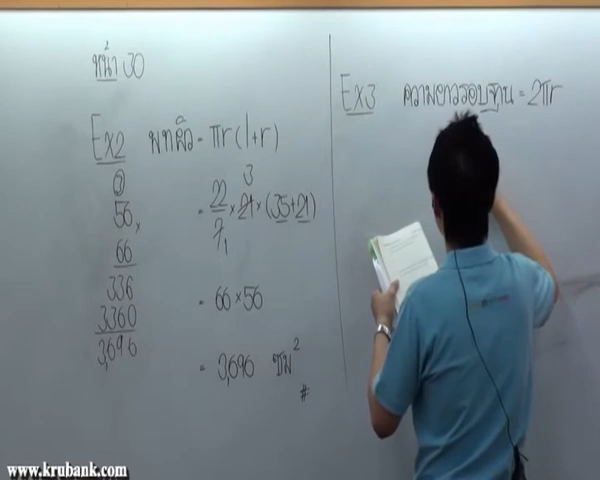 หน้า 30
Ex2 พทผิว = πr(l+r)
= 22/7 × 21 × (35+21)
3
1
= 66 × 56
= 3,696 ซม²
#
56 ×
66
336
3360
3,696
Ex3 ความยาวรอบฐาน = 2πr
www.krubank.com